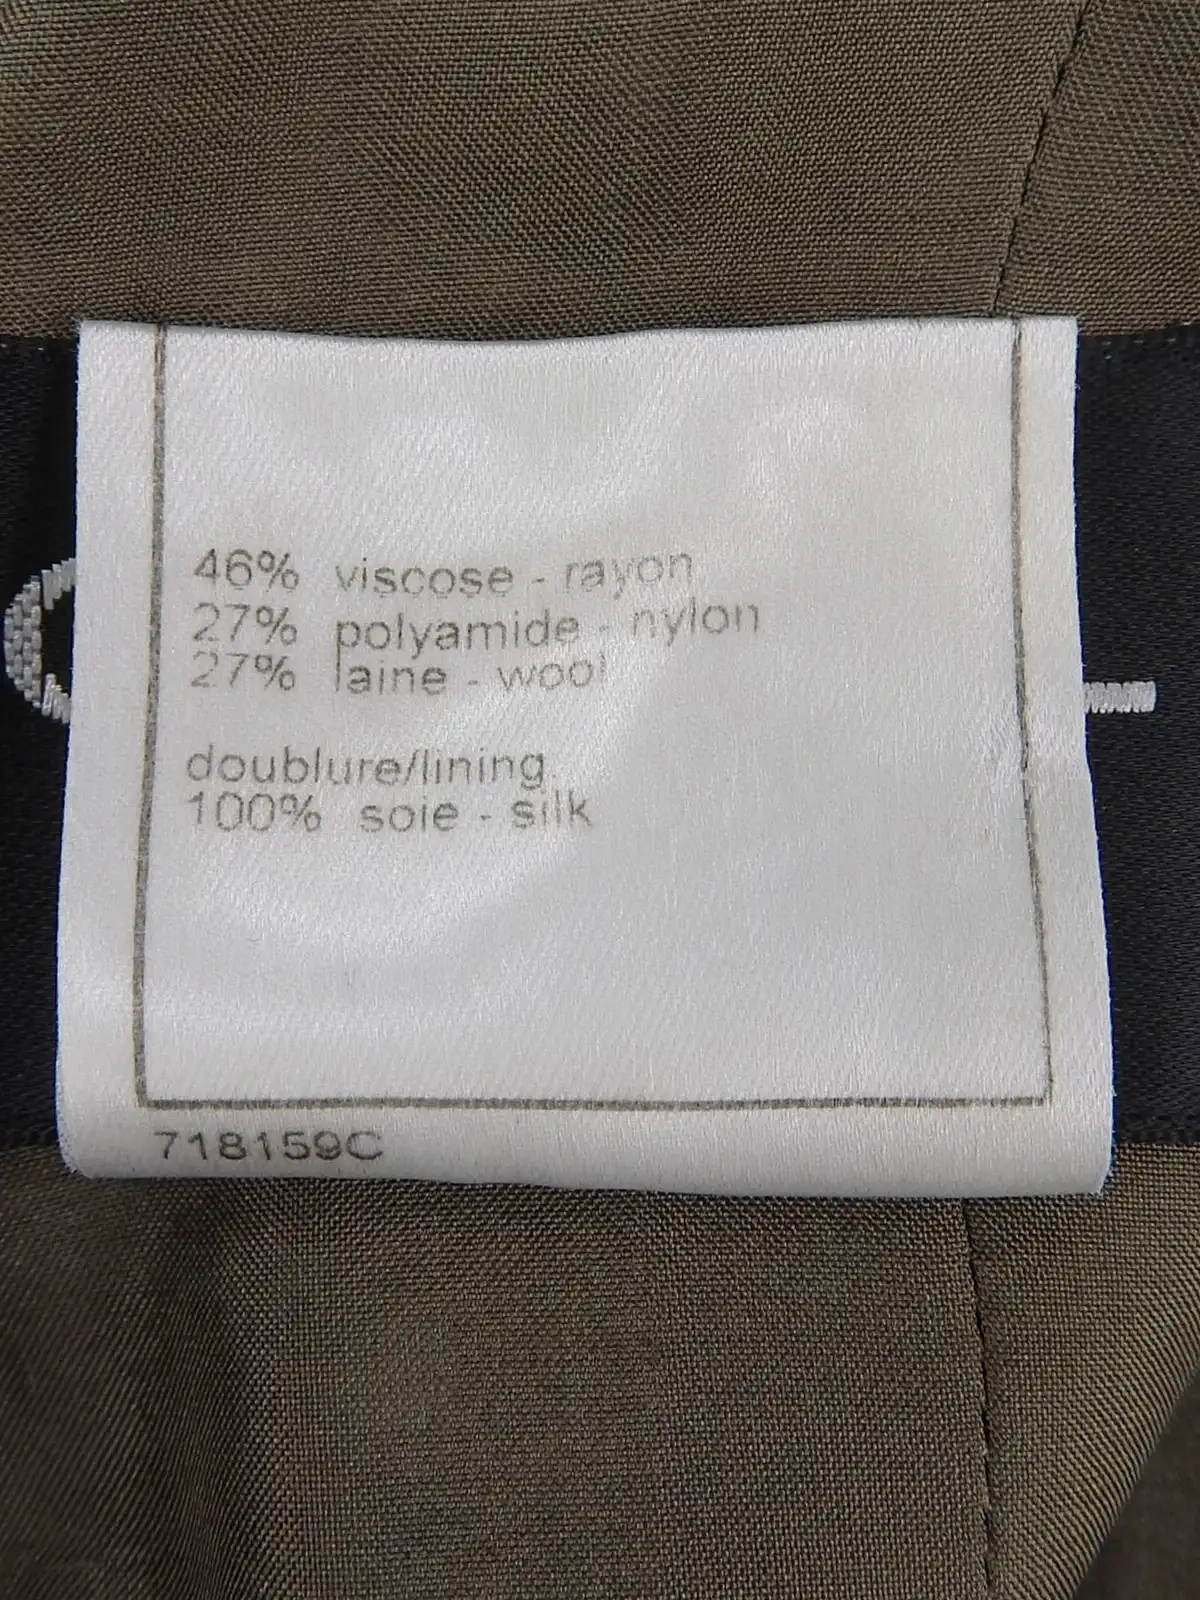 46% viscose - rayon
27% polyamide - nylon
27% laine - wool
doublure/lining
100% soie - silk
718159C